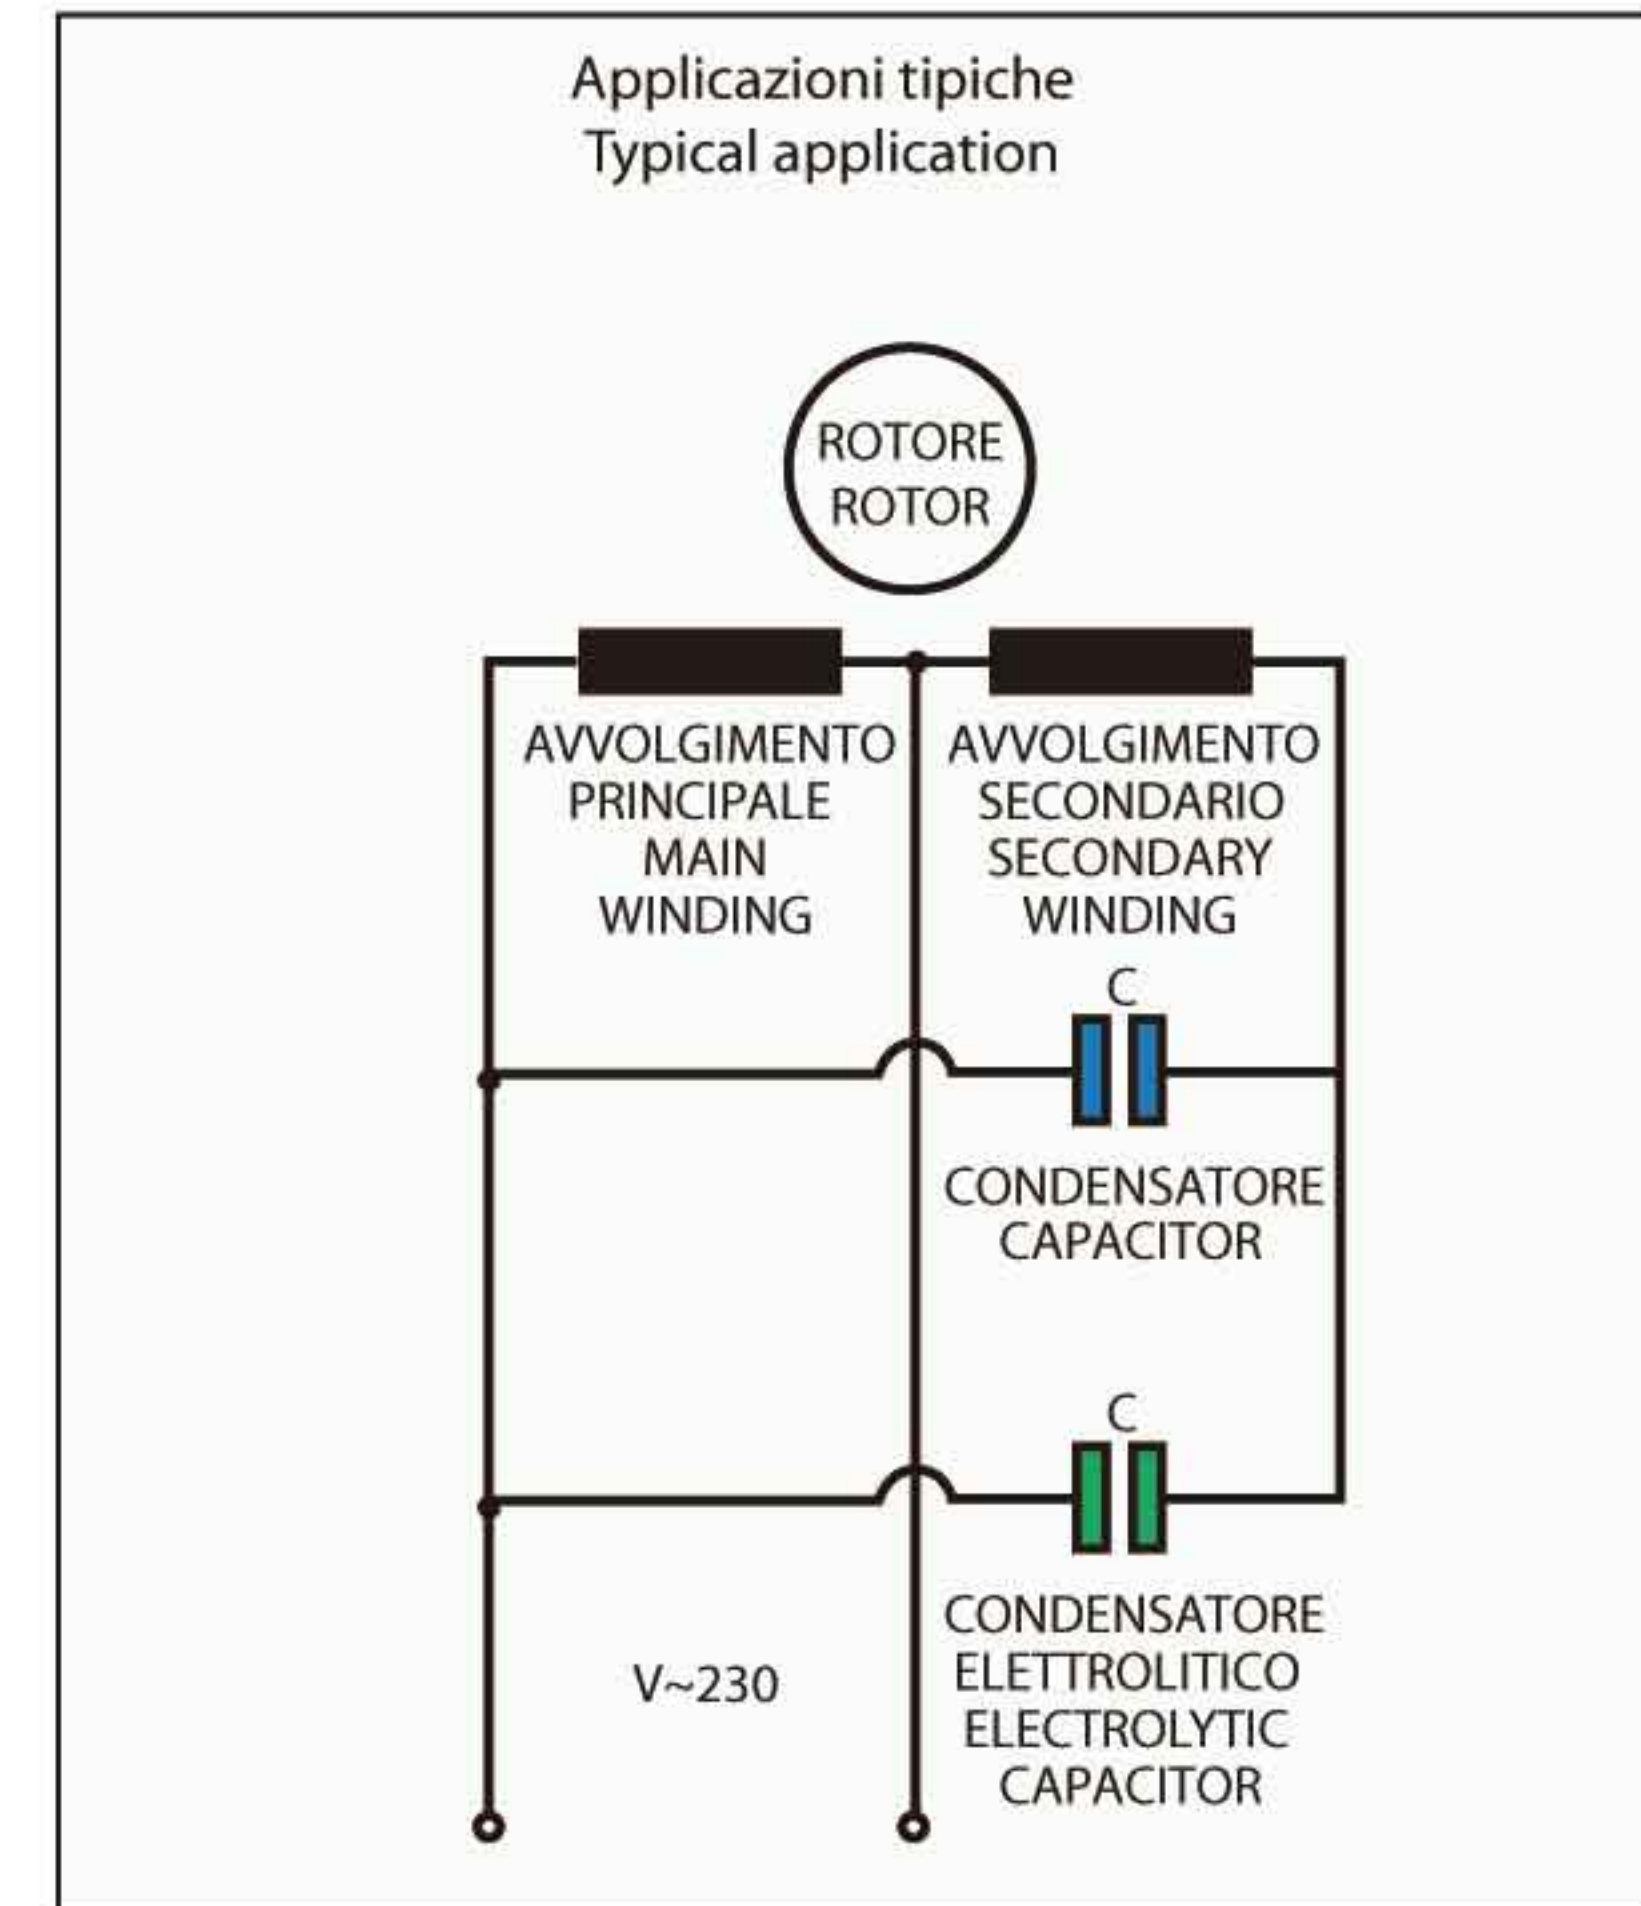 Applicazioni tipiche
Typical application
ROTORE
ROTOR
AVVOLGIMENTO
PRINCIPALE
MAIN
WINDING
AVVOLGIMENTO
SECONDARIO
SECONDARY
WINDING
C
CONDENSATORE
CAPACITOR
C
CONDENSATORE
ELETTROLITICO
ELECTROLYTIC
CAPACITOR
V~230